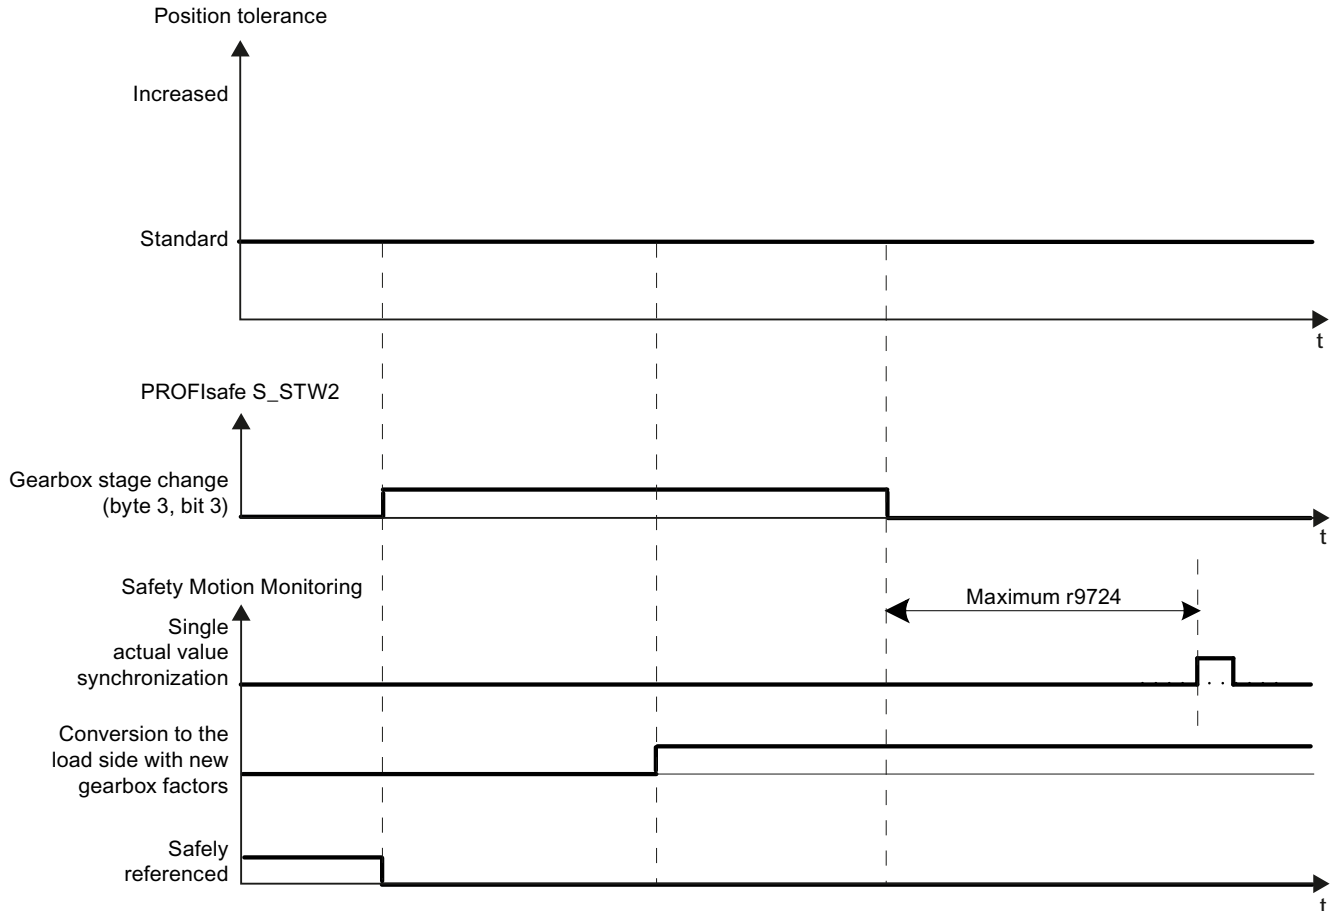 Position tolerance
Increased
Standard
t
PROFIsafe S_STW2
Gearbox stage change
(byte 3, bit 3)
t
Safety Motion Monitoring
Maximum r9724
Single
actual value
synchronization
Conversion to the
load side with new
gearbox factors
Safely
referenced
t